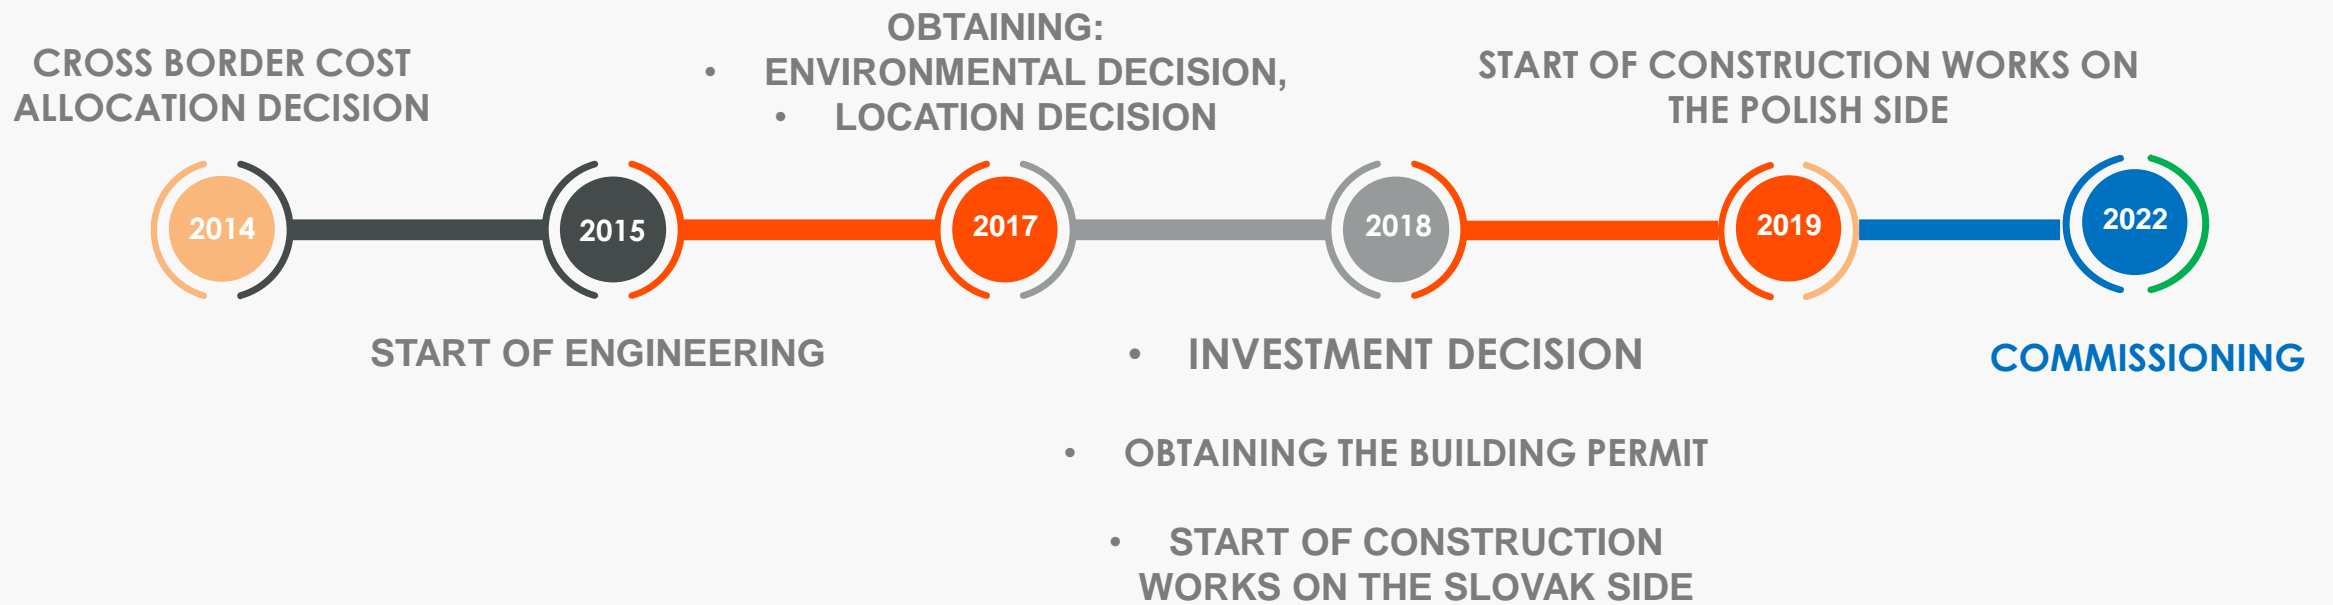 CROSS BORDER COST
ALLOCATION DECISION
OBTAINING:
• ENVIRONMENTAL DECISION,
• LOCATION DECISION
START OF CONSTRUCTION WORKS ON
THE POLISH SIDE
2014
2015
2017
2018
2019
2022
START OF ENGINEERING
• INVESTMENT DECISION
• OBTAINING THE BUILDING PERMIT
• START OF CONSTRUCTION
WORKS ON THE SLOVAK SIDE
COMMISSIONING